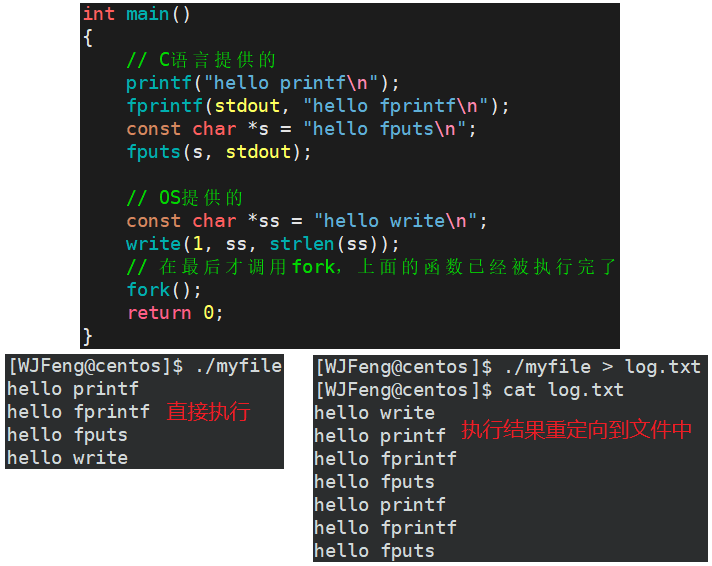 int main()
{
    // C语言提供的
    printf("hello printf\n");
    fprintf(stdout, "hello fprintf\n");
    const char *s = "hello fputs\n";
    fputs(s, stdout);

    // OS提供的
    const char *ss = "hello write\n";
    write(1, ss, strlen(ss));
    // 在最后才调用fork，上面的函数已经被执行完了
    fork();
    return 0;
}
[WJFeng@centos]$ ./myfile
hello printf
hello fprintf 直接执行
hello fputs
hello write
[WJFeng@centos]$ ./myfile > log.txt
[WJFeng@centos]$ cat log.txt
hello write
hello printf 执行结果重定向到文件中
hello fprintf
hello fputs
hello printf
hello fprintf
hello fputs